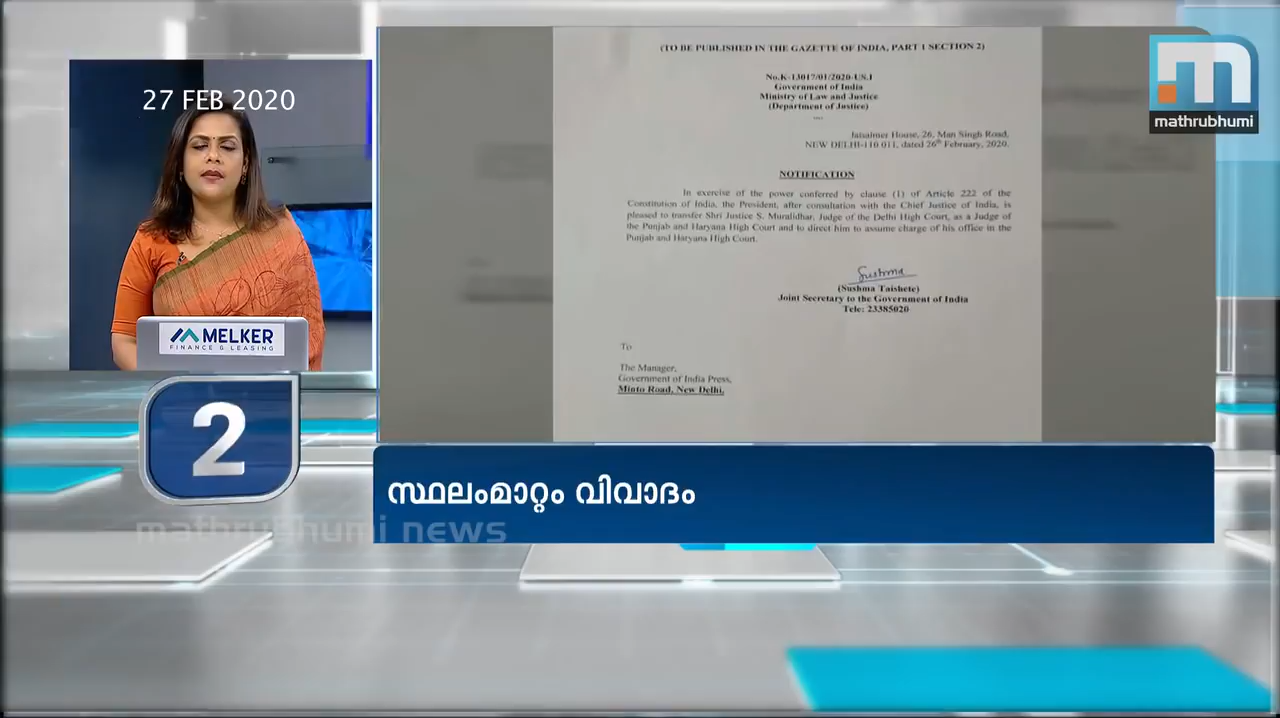 27 FEB 2020
MELKER
FINANCE & LEASING
2
(TO BE PUBLISHED IN THE GAZETTE OF INDIA, PART 1 SECTION 2)
No.K-13017/01/2020-US.I
Government of India
Ministry of Law and Justice
(Department of Justice)
Jaisalmer House, 26, Man Singh Road,
NEW DELHI-110 011, dated 26th February, 2020.
NOTIFICATION
In exercise of the power conferred by clause (1) of Article 222 of the
Constitution of India, the President, after consultation with the Chief Justice of India, is
pleased to transfer Shri Justice S. Muralidhar, Judge of the Delhi High Court, as a Judge of
the Punjab and Haryana High Court and to direct him to assume charge of his office in the
Punjab and Haryana High Court.
Sushma
(Sushma Taishete)
Joint Secretary to the Government of India
Tele: 23385020
To
The Manager,
Government of India Press,
Minto Road, New Delhi.
mathrubhumi
സ്ഥലംമാറ്റം വിവാദം
mathrubhumi news